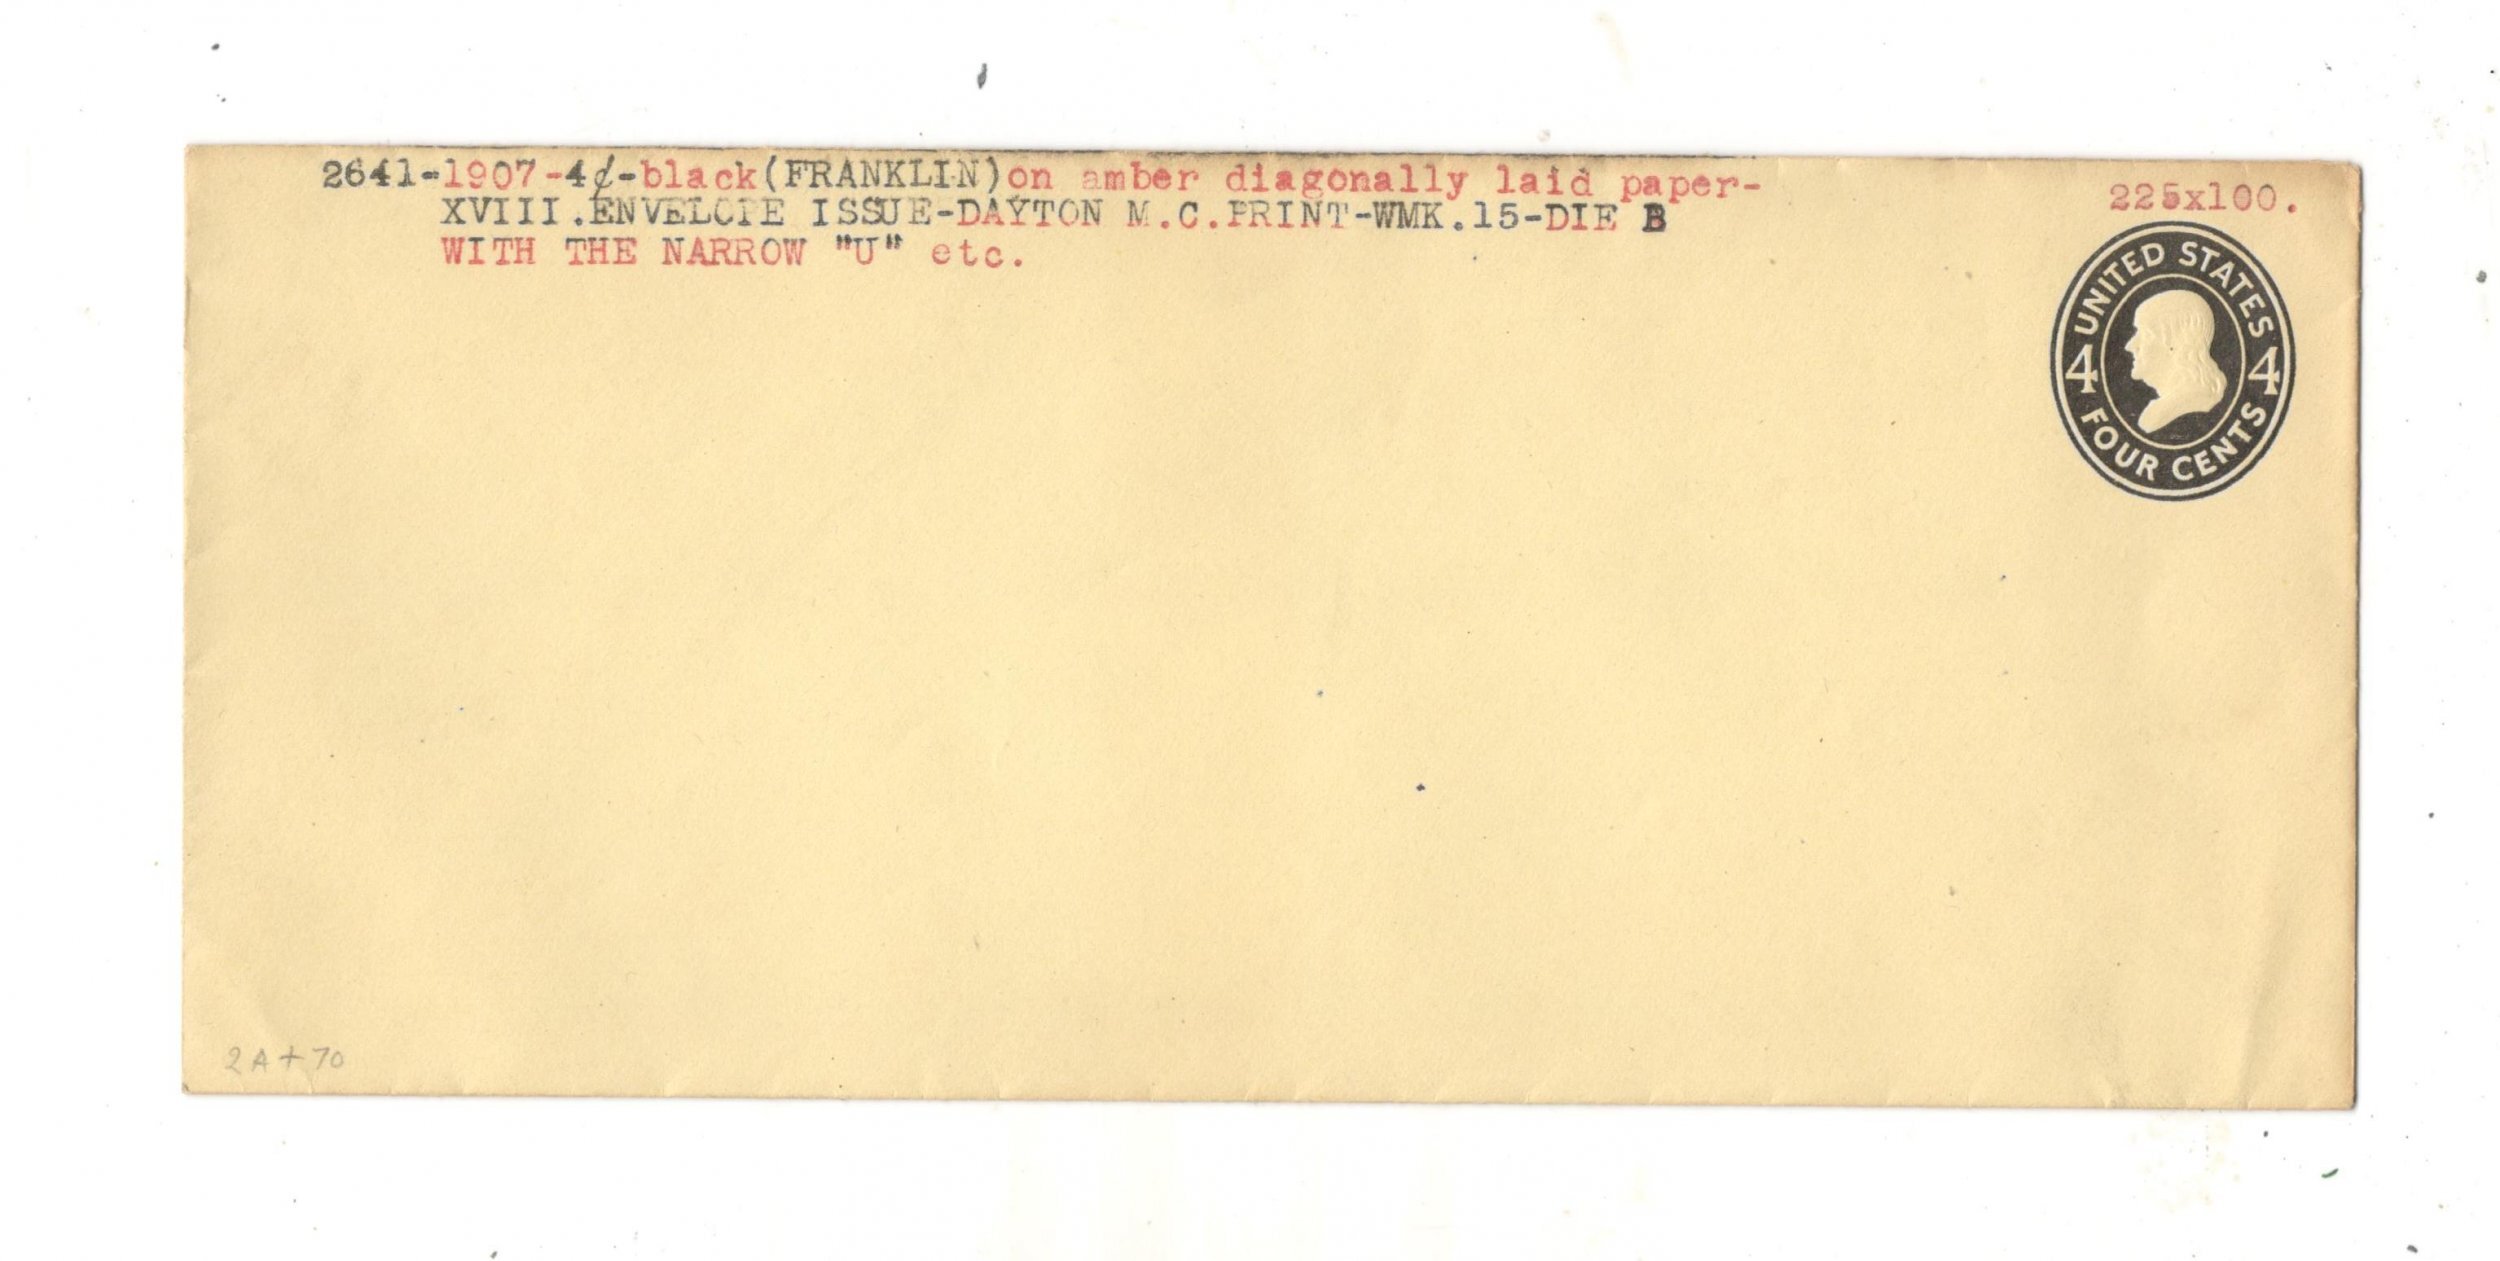 2641-1907-4¢-black(FRANKLIN)on amber diagonally laid paper-
225x100.
XVIII.ENVELOPE ISSUE-DAYTON M.C.PRINT-WMK.15-DIE B
WITH THE NARROW "U" etc.
UNITED STATES
4 4
FOUR CENTS
2A+70